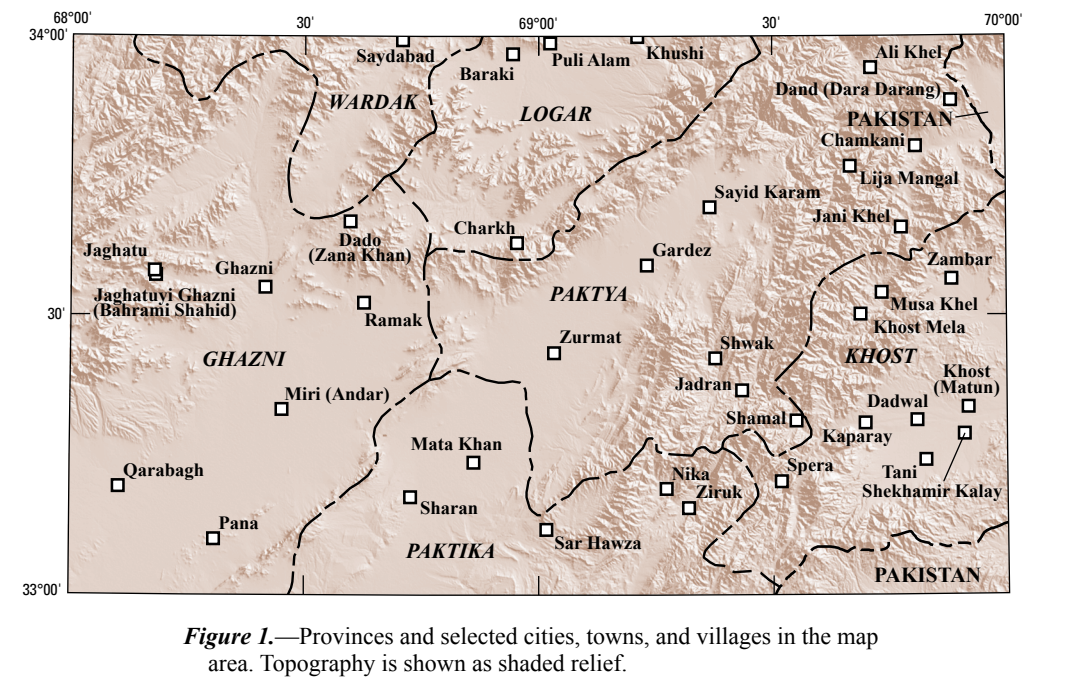 68°00'
30'
69°00'
30'
70°00'
34°00'
Saydabad
Baraki
Puli Alam
Khushi
Ali Khel
Dand (Dara Darang)
WARDAK
LOGAR
PAKISTAN
Chamkani
Lija Mangal
Sayid Karam
Jani Khel
Charkh
Dado
(Zana Khan)
Gardez
Jaghatu
Ghazni
Zambar
Jaghatuyi Ghazni
(Bahrami Shahid)
PAKTYA
Musa Khel
30'
Ramak
Khost Mela
Zurmat
Shwak
GHAZNI
KHOST
Khost
(Matun)
Jadran
Miri (Andar)
Dadwal
Shamal
Kaparay
Mata Khan
Qarabagh
Nika
Spera
Tani
Ziruk
Shekhamir Kalay
Sharan
Pana
Sar Hawza
PAKTIKA
PAKISTAN
33°00'
Figure 1.—Provinces and selected cities, towns, and villages in the map
area. Topography is shown as shaded relief.